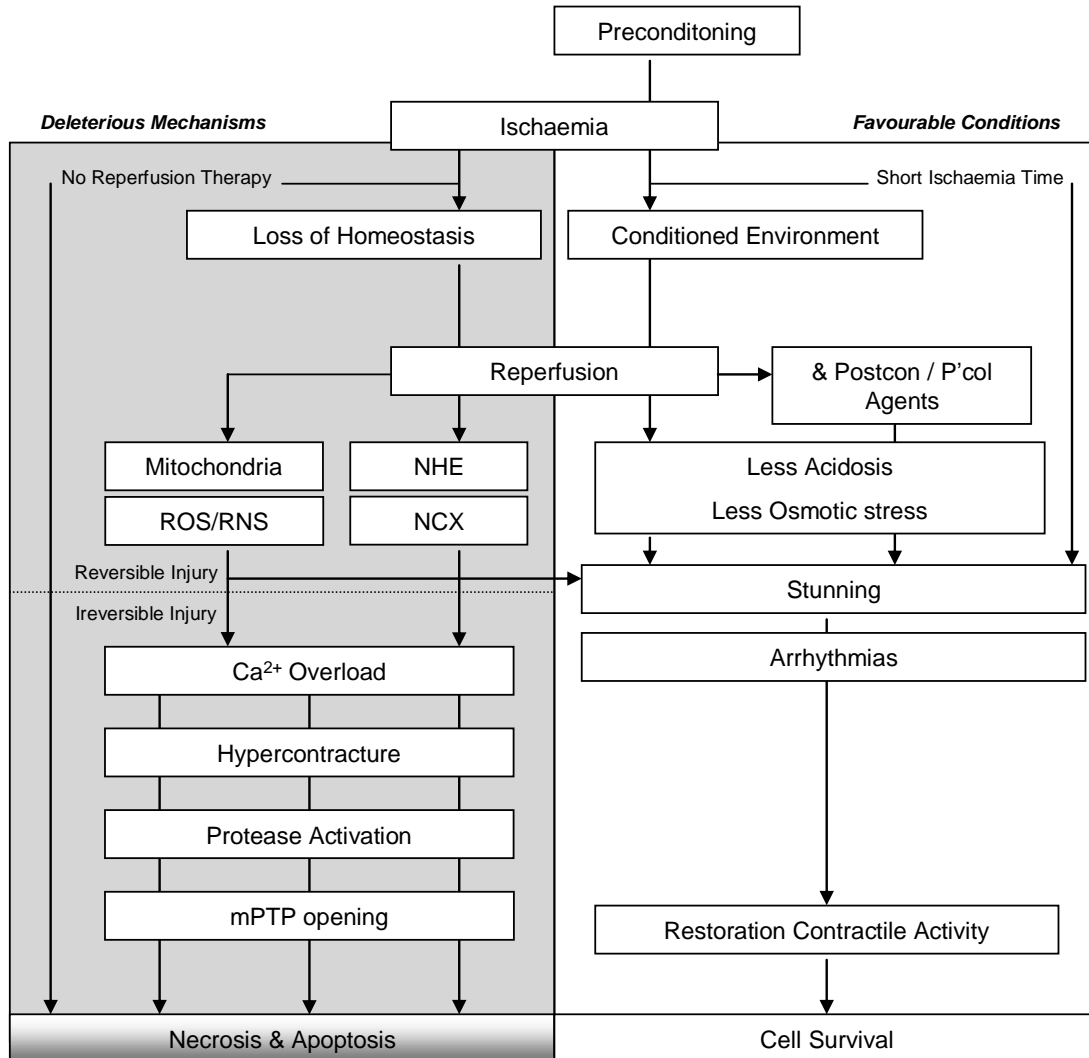 Preconditoning
Deleterious Mechanisms
Ischaemia
Favourable Conditions
No Reperfusion Therapy
Short Ischaemia Time
Loss of Homeostasis
Conditioned Environment
Reperfusion
& Postcon / P'col
Agents
Mitochondria
NHE
Less Acidosis
ROS/RNS
NCX
Less Osmotic stress
Reversible Injury
Stunning
Ireversible Injury
Ca²⁺ Overload
Arrhythmias
Hypercontracture
Protease Activation
mPTP opening
Restoration Contractile Activity
Necrosis & Apoptosis
Cell Survival